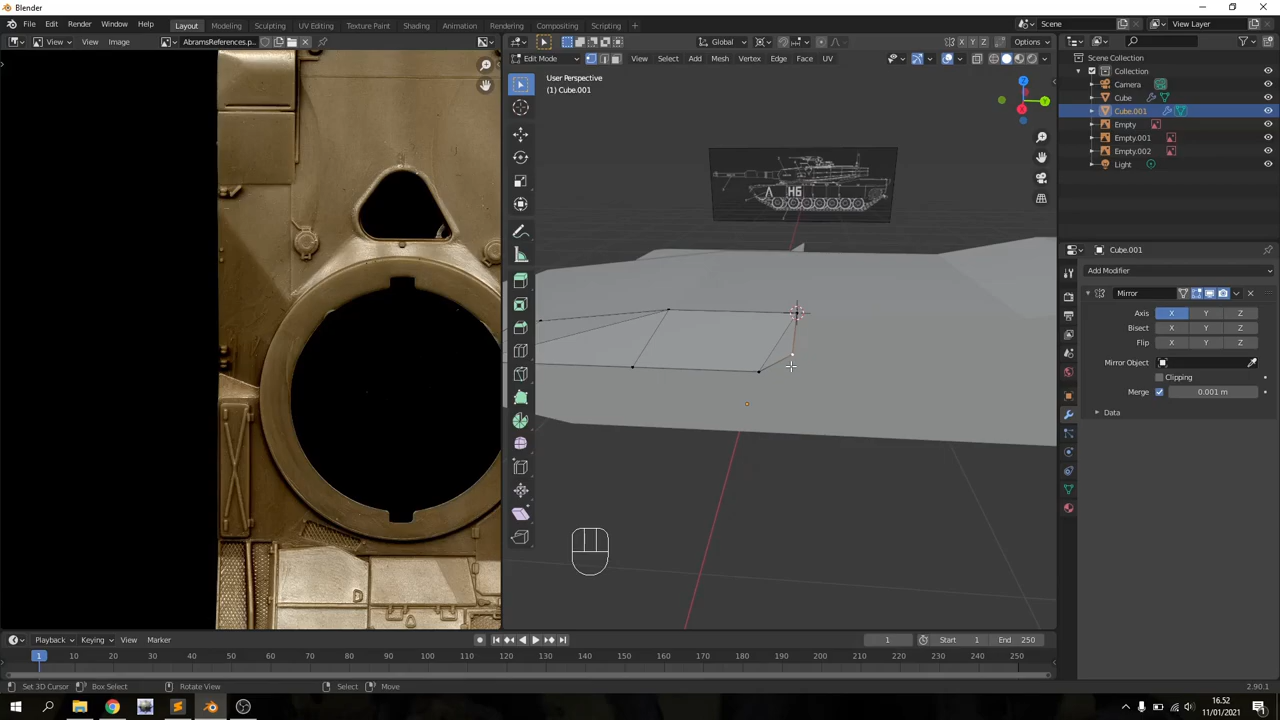 Blender
File Edit Render Window Help Layout Modeling Sculpting UV Editing Texture Paint Shading Animation Rendering Compositing Scripting + Scene View Layer
View View Image AbramsReferences.p.. Global X Y Z Options
Edit Mode View Select Add Mesh Vertex Edge Face UV
User Perspective
(1) Cube.001
Scene Collection
Collection
Camera
Cube
Cube.001
Empty
Empty.001
Empty.002
Light
H6
X
Y
Cube.001
Add Modifier
Mirror
Axis X Y Z
Bisect X Y Z
Flip X Y Z
Mirror Object
Clipping
Merge 0.001 m
Data
Playback Keying View Marker 1 Start 1 End 250
1 10 20 30 40 50 60 70 80 90 100 110 120 130 140 150 160 170 180 190 200 210 220 230 240 250
Set 3D Cursor Box Select Rotate View Select Move 2.90.1
16.52
11/01/2021